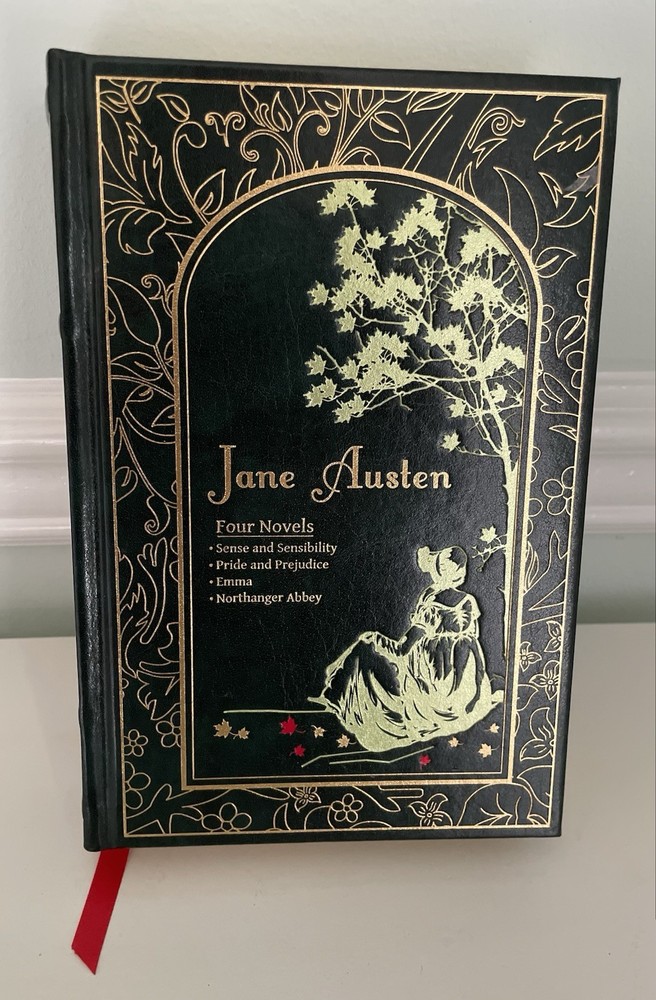 Jane Austen
Four Novels
• Sense and Sensibility
• Pride and Prejudice
• Emma
• Northanger Abbey